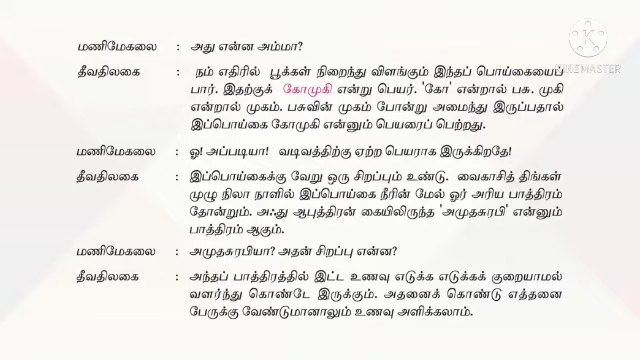 மணிமேகலை : அது என்ன அம்மா?
தீவதிலகை : நம் எதிரில் பூக்கள் நிறைந்து விளங்கும் இந்தப் பொய்கையைப்
பார். இதற்குக் கோமுகி என்று பெயர். 'கோ' என்றால் பசு. முகி
என்றால் முகம். பசுவின் முகம் போன்று அமைந்து இருப்பதால்
இப்பொய்கை கோமுகி என்னும் பெயரைப் பெற்றது.
மணிமேகலை : ஓ! அப்படியா! வடிவத்திற்கு ஏற்ற பெயராக இருக்கிறதே!
தீவதிலகை : இப்பொய்கைக்கு வேறு ஒரு சிறப்பும் உண்டு. வைகாசித் திங்கள்
முழு நிலா நாளில் இப்பொய்கை நீரின் மேல் ஓர் அரிய பாத்திரம்
தோன்றும். அஃது ஆபுத்திரன் கையிலிருந்த 'அமுதசுரபி' என்னும்
பாத்திரம் ஆகும்.
மணிமேகலை : அமுதசுரபியா? அதன் சிறப்பு என்ன?
தீவதிலகை : அந்தப் பாத்திரத்தில் இட்ட உணவு எடுக்க எடுக்கக் குறையாமல்
வளர்ந்து கொண்டே இருக்கும். அதனைக் கொண்டு எத்தனை
பேருக்கு வேண்டுமானாலும் உணவு அளிக்கலாம்.
K
KINEMASTER